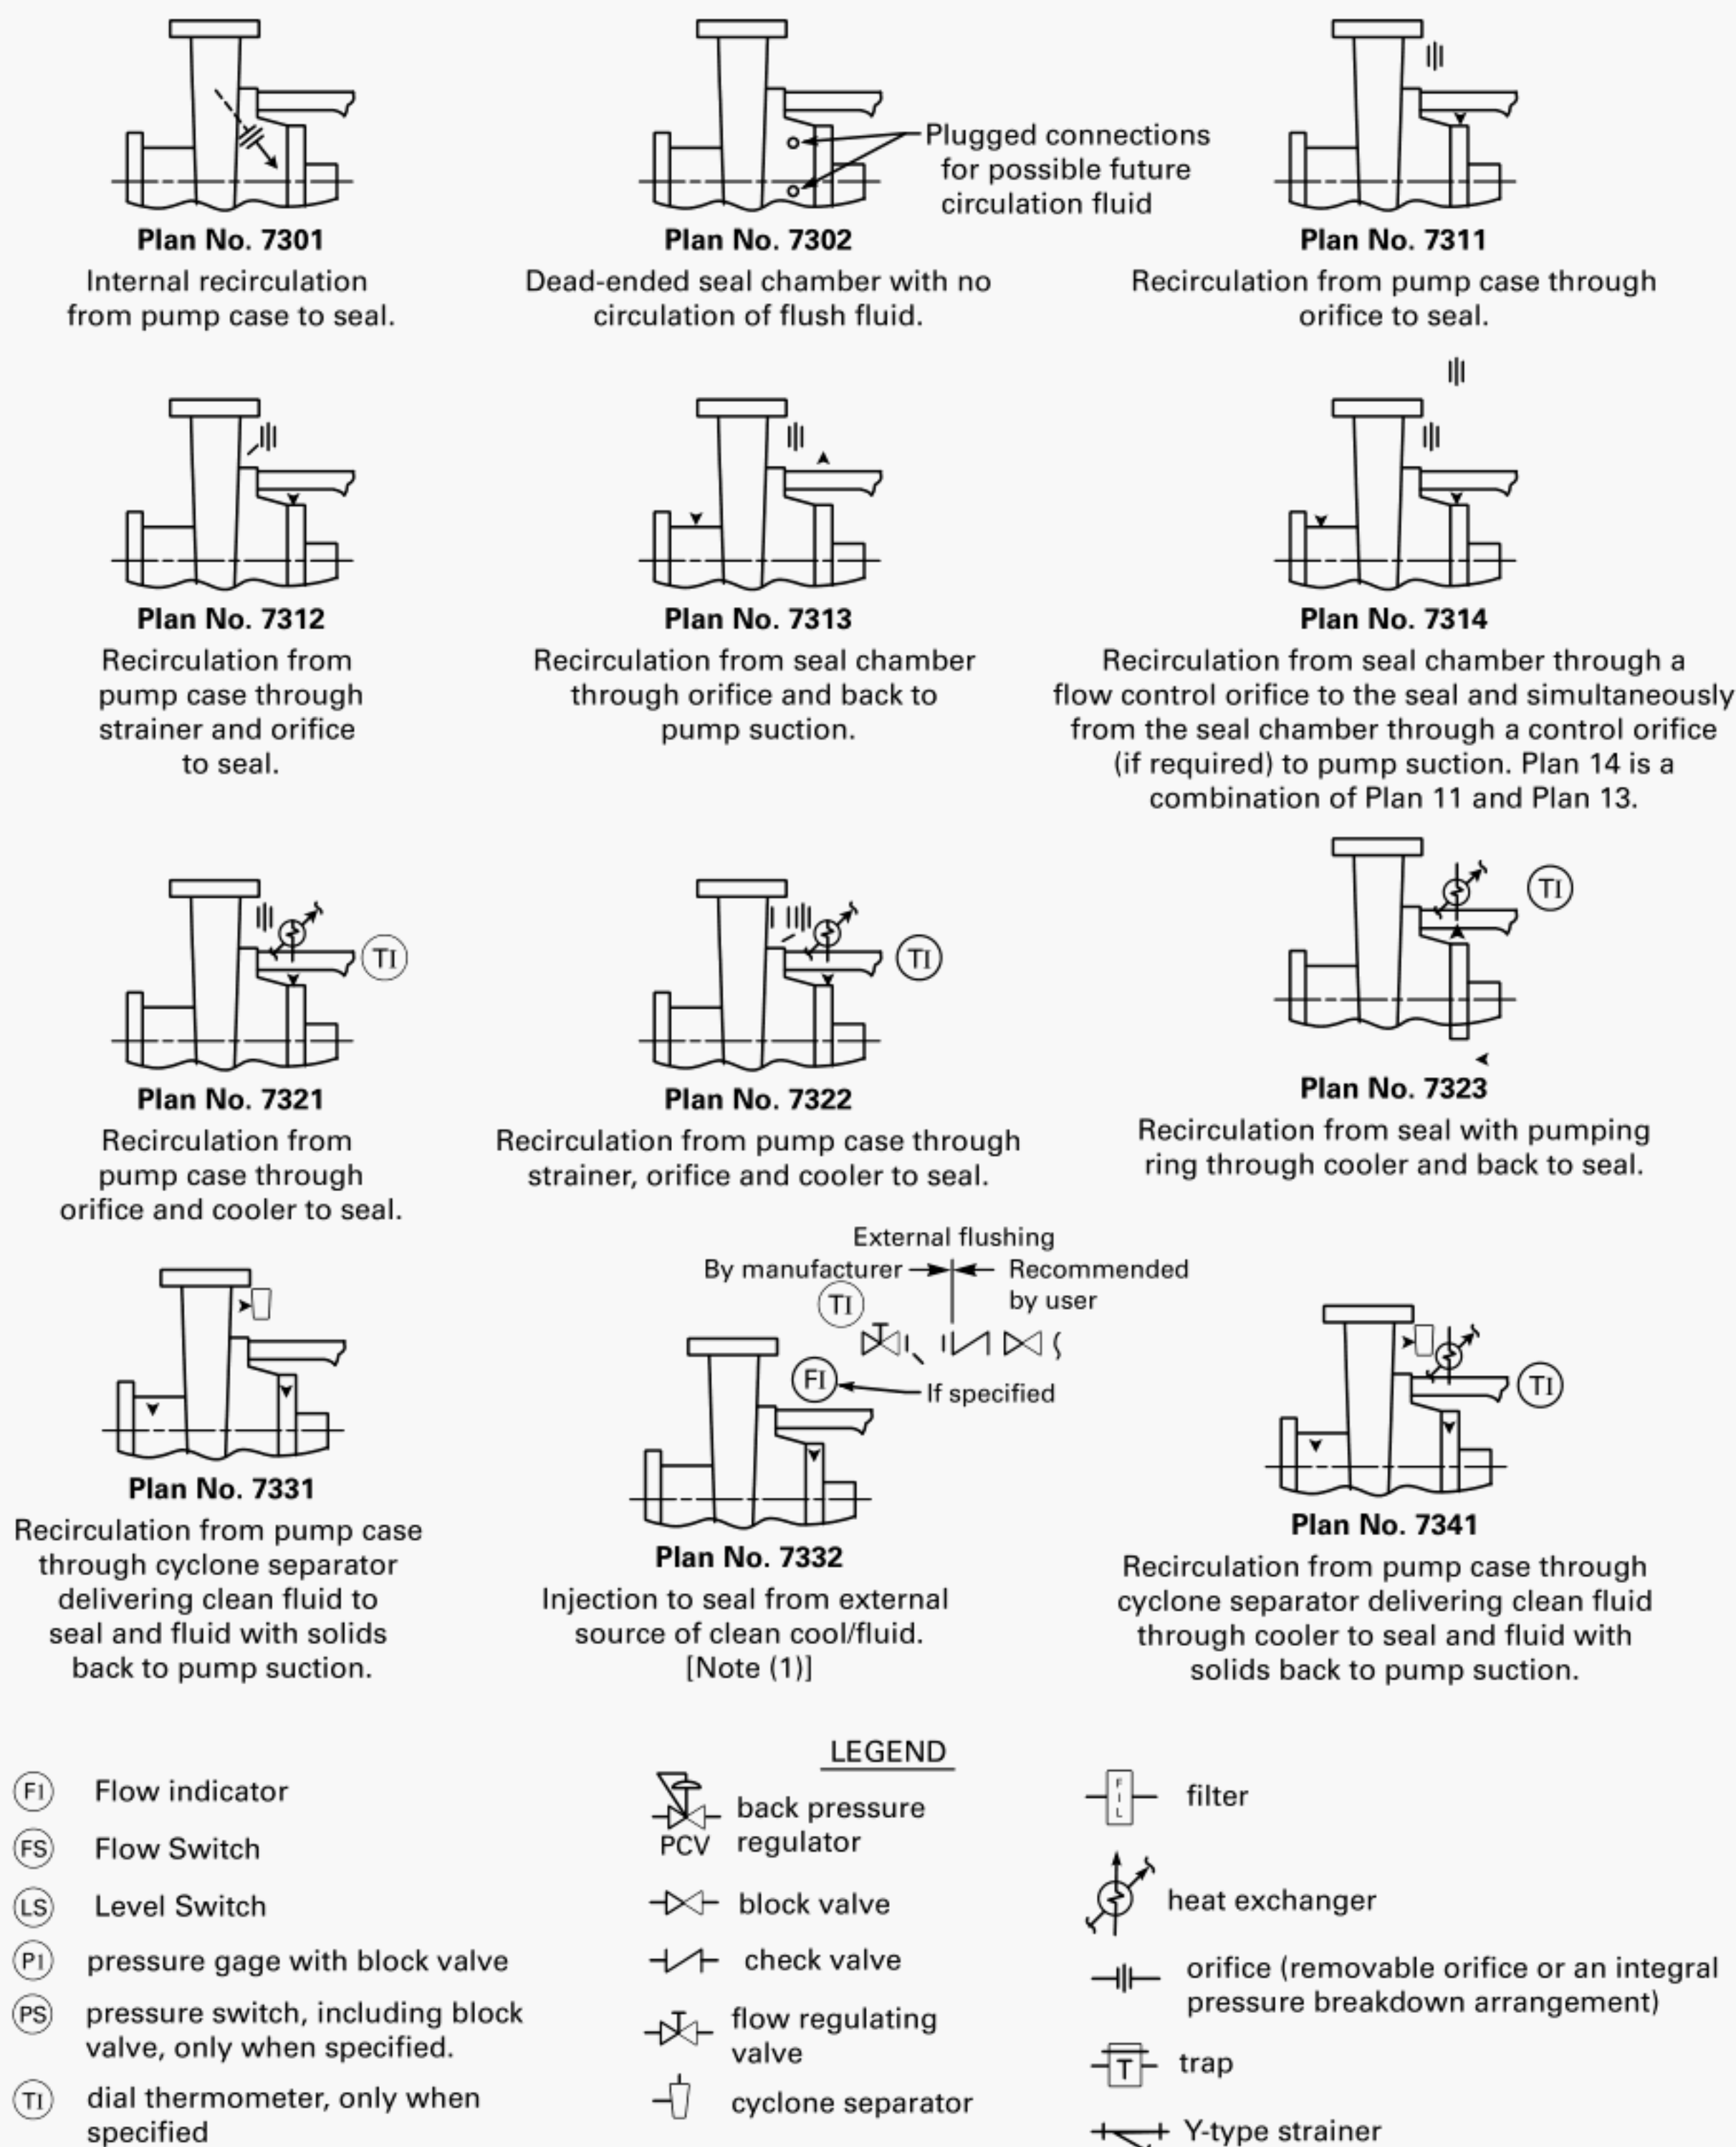 Plan No. 7301
Internal recirculation
from pump case to seal.
Plugged connections
for possible future
circulation fluid
Plan No. 7302
Dead-ended seal chamber with no
circulation of flush fluid.
Plan No. 7311
Recirculation from pump case through
orifice to seal.
Plan No. 7312
Recirculation from
pump case through
strainer and orifice
to seal.
Plan No. 7313
Recirculation from seal chamber
through orifice and back to
pump suction.
Plan No. 7314
Recirculation from seal chamber through a
flow control orifice to the seal and simultaneously
from the seal chamber through a control orifice
(if required) to pump suction. Plan 14 is a
combination of Plan 11 and Plan 13.
TI
Plan No. 7321
Recirculation from
pump case through
orifice and cooler to seal.
TI
Plan No. 7322
Recirculation from pump case through
strainer, orifice and cooler to seal.
TI
Plan No. 7323
Recirculation from seal with pumping
ring through cooler and back to seal.
Plan No. 7331
Recirculation from pump case
through cyclone separator
delivering clean fluid to
seal and fluid with solids
back to pump suction.
External flushing
By manufacturer
Recommended
by user
TI
FI
If specified
Plan No. 7332
Injection to seal from external
source of clean cool/fluid.
[Note (1)]
TI
Plan No. 7341
Recirculation from pump case through
cyclone separator delivering clean fluid
through cooler to seal and fluid with
solids back to pump suction.
LEGEND
FI Flow indicator
FS Flow Switch
LS Level Switch
PI pressure gage with block valve
PS pressure switch, including block
valve, only when specified.
TI dial thermometer, only when
specified
back pressure
PCV regulator
block valve
check valve
flow regulating
valve
cyclone separator
FIL filter
heat exchanger
orifice (removable orifice or an integral
pressure breakdown arrangement)
T trap
Y-type strainer